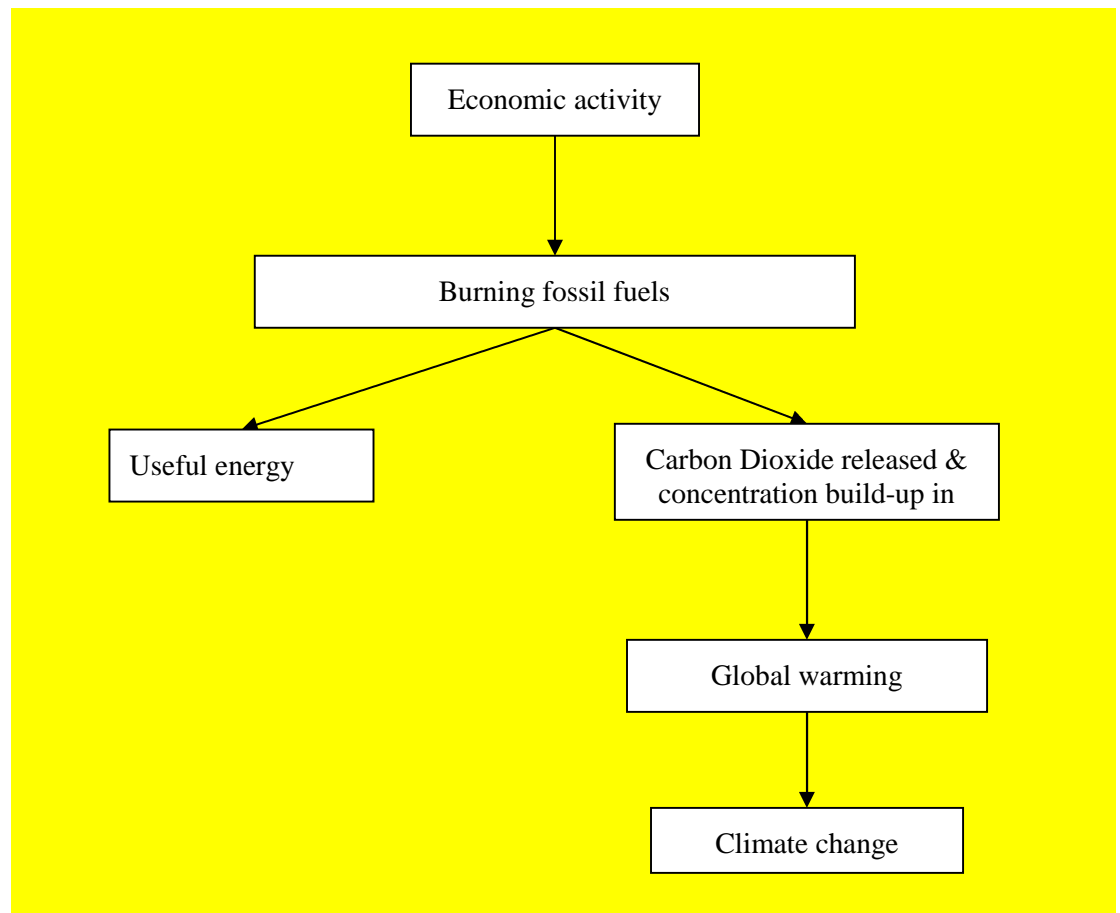 Economic activity
Burning fossil fuels
Useful energy
Carbon Dioxide released &
concentration build-up in
Global warming
Climate change